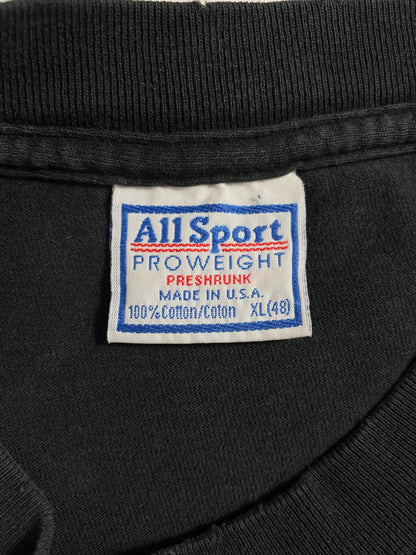 All Sport
PROWEIGHT
PRESHRUNK
MADE IN U.S.A.
100% Cotton/Coton XL(48)